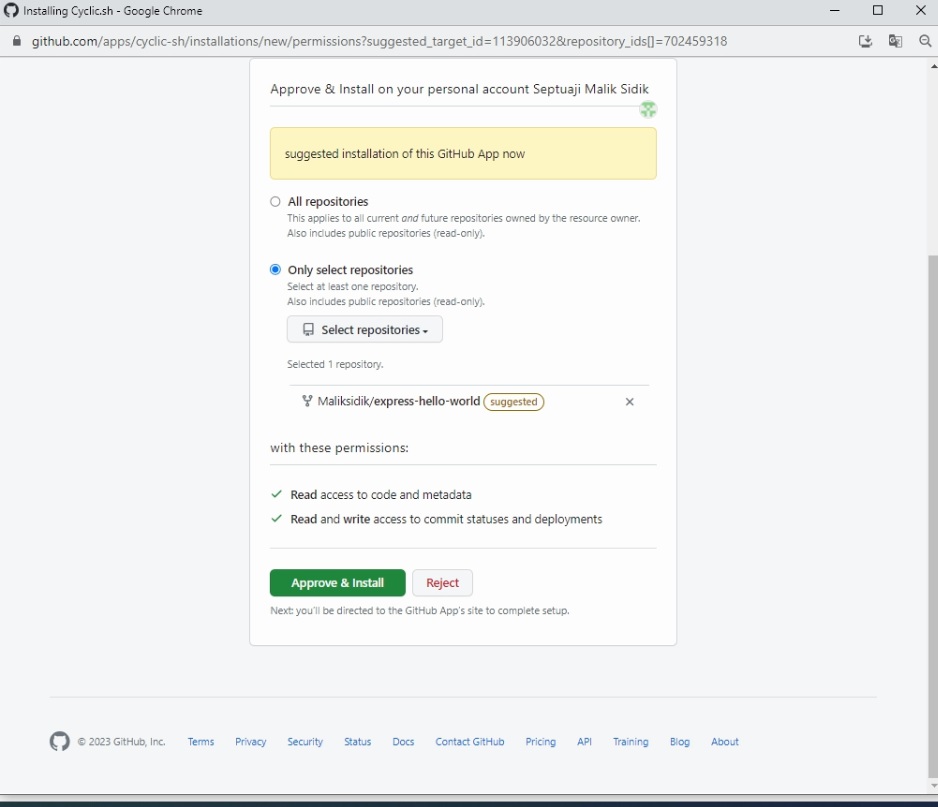 Installing Cyclic.sh - Google Chrome
github.com/apps/cyclic-sh/installations/new/permissions?suggested_target_id=113906032&repository_ids[]=702459318
Approve & Install on your personal account Septuaji Malik Sidik
suggested installation of this GitHub App now
All repositories
This applies to all current and future repositories owned by the resource owner.
Also includes public repositories (read-only).
Only select repositories
Select at least one repository.
Also includes public repositories (read-only).
Select repositories
Selected 1 repository.
Maliksidik/express-hello-world suggested
with these permissions:
Read access to code and metadata
Read and write access to commit statuses and deployments
Approve & Install Reject
Next: you'll be directed to the GitHub App's site to complete setup.
© 2023 GitHub, Inc. Terms Privacy Security Status Docs Contact GitHub Pricing API Training Blog About